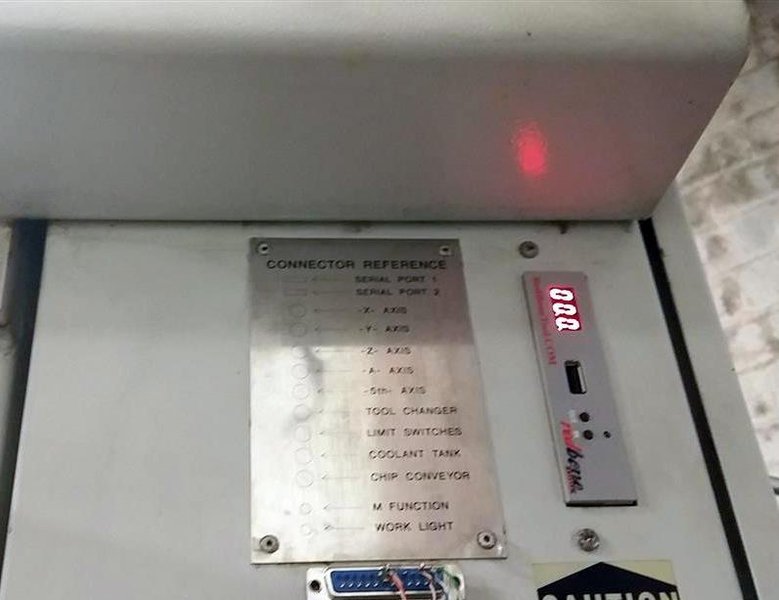 CONNECTOR REFERENCE
SERIAL PORT 1
SERIAL PORT 2
-X- AXIS
-Y- AXIS
-Z- AXIS
-A- AXIS
-5th- AXIS
TOOL CHANGER
LIMIT SWITCHES
COOLANT TANK
CHIP CONVEYOR
M FUNCTION
WORK LIGHT
000
CAUTION